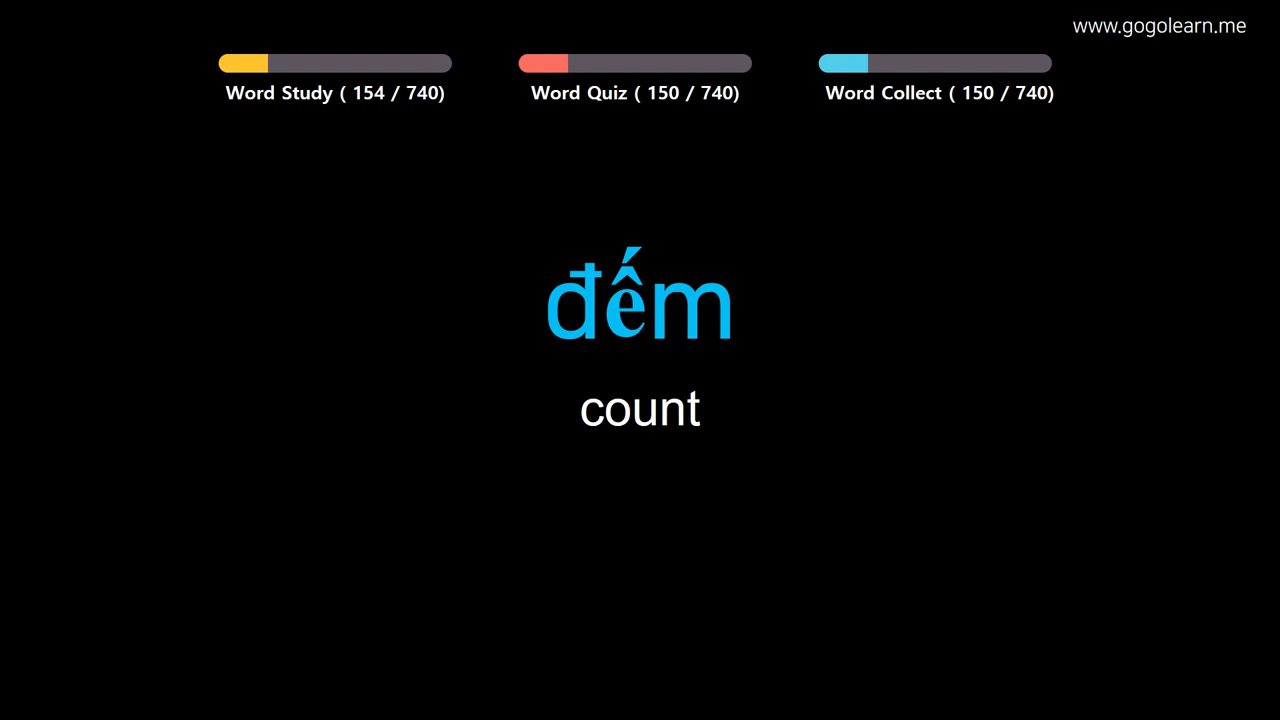 www.gogolearn.me
Word Study ( 154 / 740)
Word Quiz ( 150 / 740)
Word Collect ( 150 / 740)
đếm
count